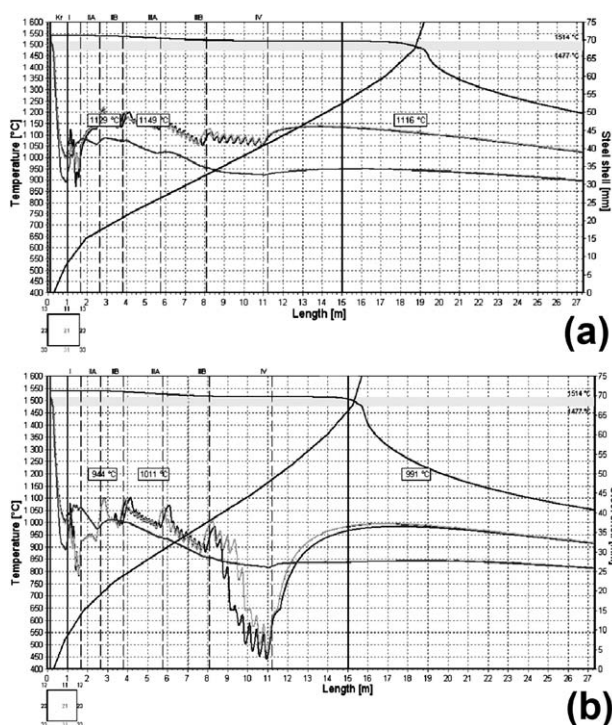 Kr I IIA IIB IIIA IIIB IV
1 600 75
1 550 70
1514 °C
1 500 65
1477 °C
1 450
1 400 60
1 350
1 300 55
1 250 50
1 200
1 150 45
1129 °C 1149 °C 1116 °C
1 100 40
1 050
1 000 35
950
900 30
850 25
800
750 20
700
650 15
600
550 10
500
450 5
400 0
Temperature [°C]
Steel shell [mm]
0 1 2 3 4 5 6 7 8 9 10 11 12 13 14 15 16 17 18 19 20 21 22 23 24 25 26 27
Length [m]
(a)
I IIA IIB IIIA IIIB IV
1 600 75
1 550 70
1514 °C
1 500 65
1477 °C
1 450
1 400 60
1 350
1 300 55
1 250 50
1 200
1 150 45
944 °C 1011 °C 991 °C
1 100 40
1 050
1 000 35
950
900 30
850 25
800
750 20
700
650 15
600
550 10
500
450 5
400 0
Temperature [°C]
0 1 2 3 4 5 6 7 8 9 10 11 12 13 14 15 16 17 18 19 20 21 22 23 24 25 26 27
Length [m]
(b)